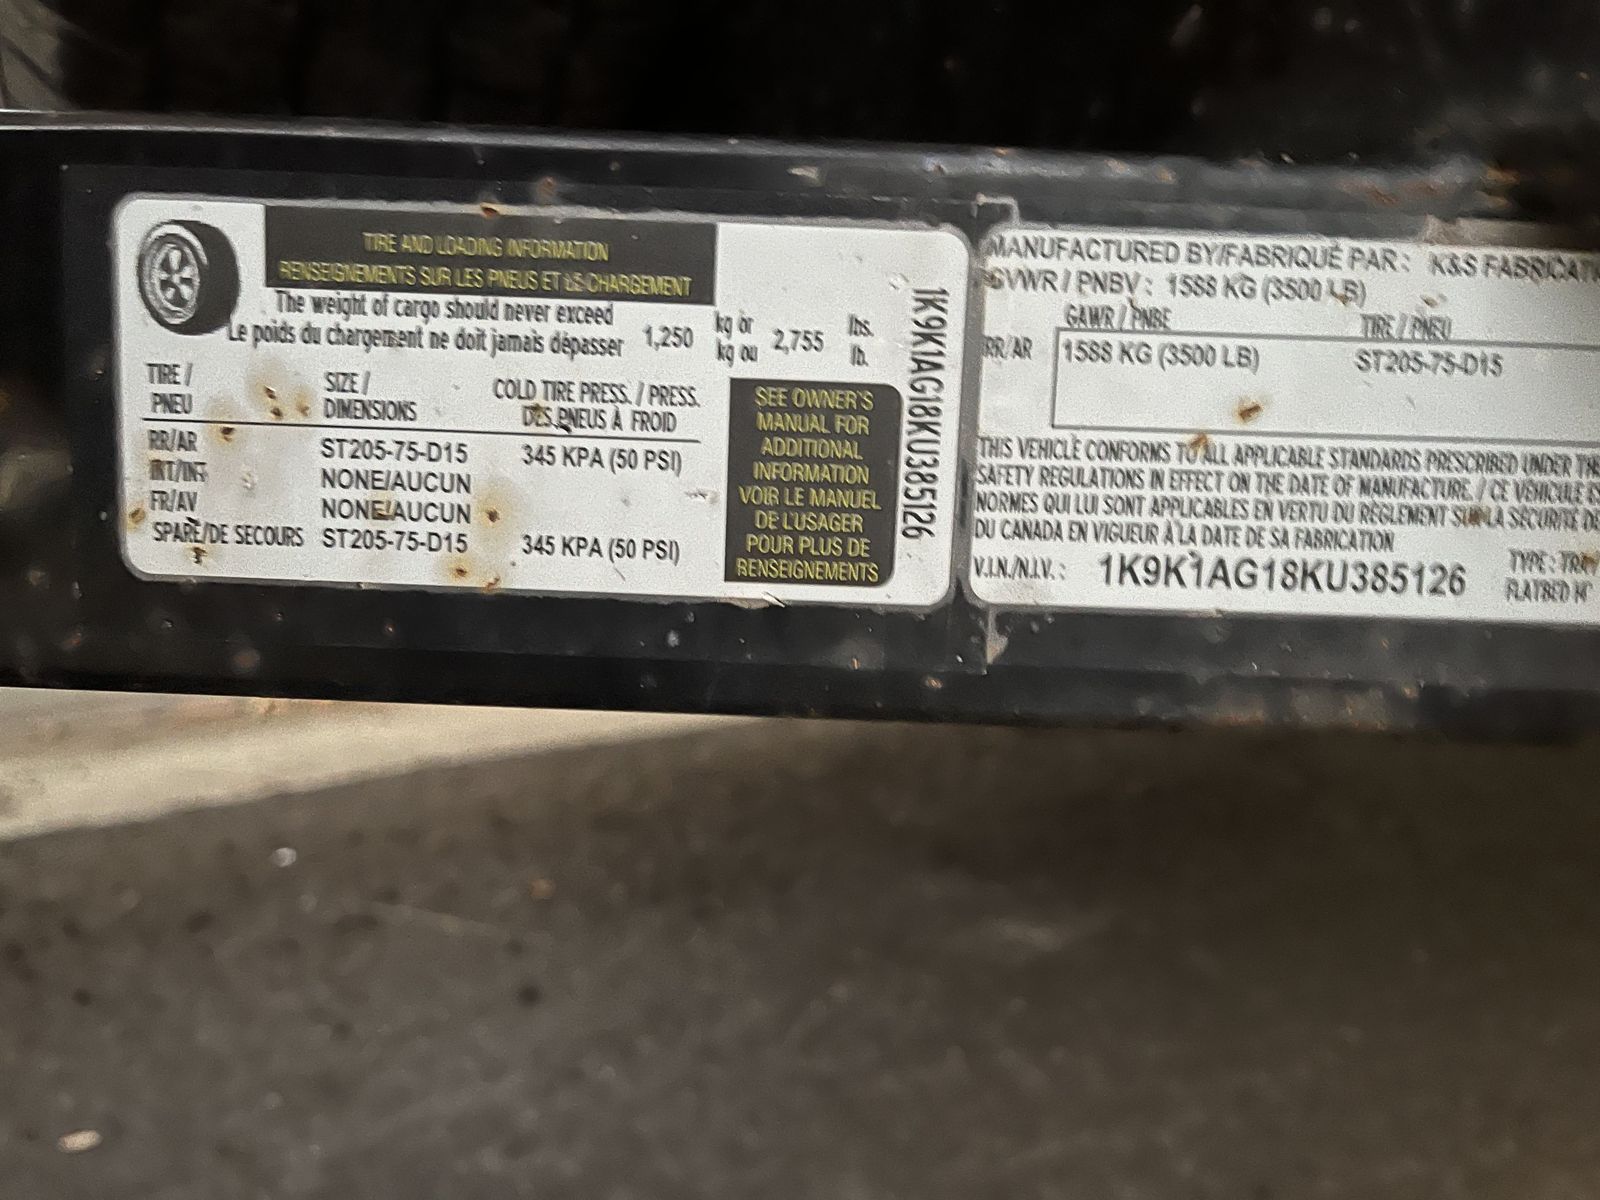 TIRE AND LOADING INFORMATION
RENSEIGNEMENTS SUR LES PNEUS ET LE CHARGEMENT
The weight of cargo should never exceed
Le poids du chargement ne doit jamais dépasser
1,250 kg or 2,755 lbs.
kg ou lb.
TIRE / SIZE / COLD TIRE PRESS. / PRESS.
PNEU DIMENSIONS DES PNEUS À FROID
RR/AR ST205-75-D15 345 KPA (50 PSI)
INT/INT NONE/AUCUN
FR/AV NONE/AUCUN
SPARE/DE SECOURS ST205-75-D15 345 KPA (50 PSI)
SEE OWNER'S
MANUAL FOR
ADDITIONAL
INFORMATION
VOIR LE MANUEL
DE L'USAGER
POUR PLUS DE
RENSEIGNEMENTS
1K9K1AG18KU385126
MANUFACTURED BY/FABRIQUÉ PAR : K&S FABRICATI
GVWR / PNBV : 1588 KG (3500 LB)
GAWR / PNBE TIRE / PNEU
RR/AR 1588 KG (3500 LB) ST205-75-D15
THIS VEHICLE CONFORMS TO ALL APPLICABLE STANDARDS PRESCRIBED UNDER THE
SAFETY REGULATIONS IN EFFECT ON THE DATE OF MANUFACTURE. / CE VÉHICULE ES
NORMES QUI LUI SONT APPLICABLES EN VERTU DU RÈGLEMENT SUR LA SÉCURITÉ DE
DU CANADA EN VIGUEUR À LA DATE DE SA FABRICATION
V.I.N./N.I.V. : 1K9K1AG18KU385126 TYPE : TRA
FLATBED